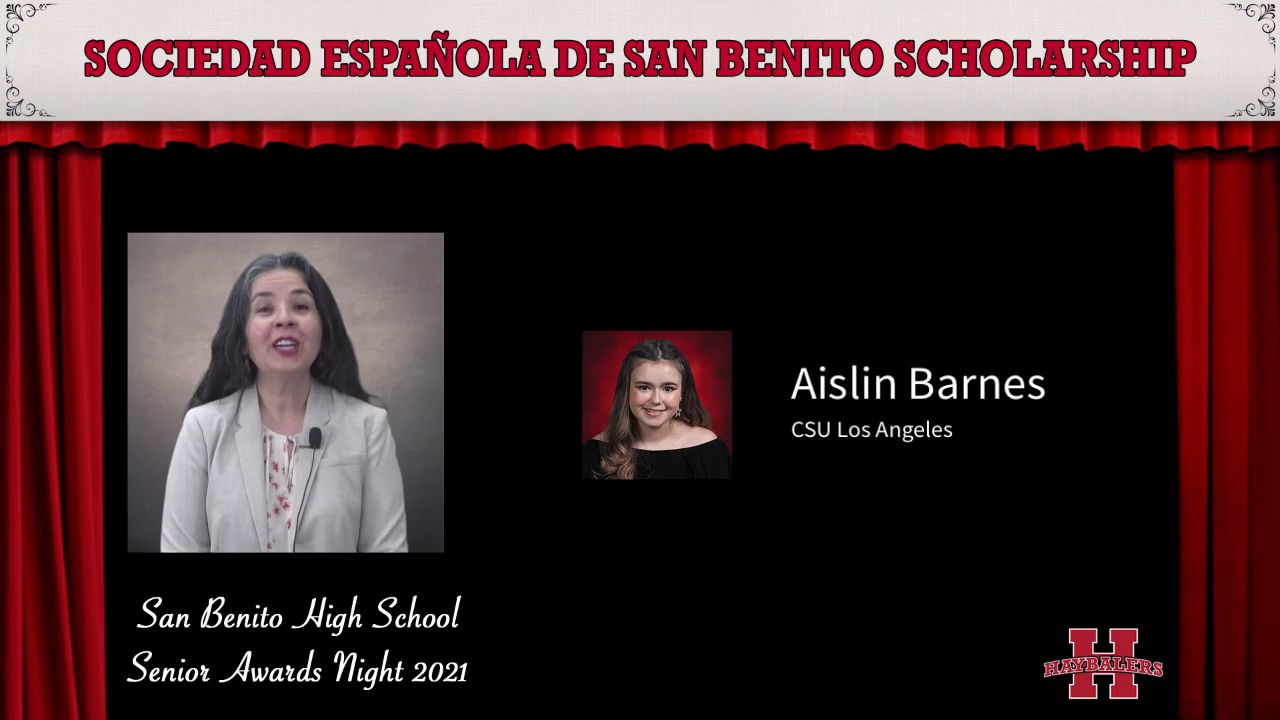 SOCIEDAD ESPAÑOLA DE SAN BENITO SCHOLARSHIP
Aislin Barnes
CSU Los Angeles
San Benito High School
Senior Awards Night 2021
H
HAYBALERS